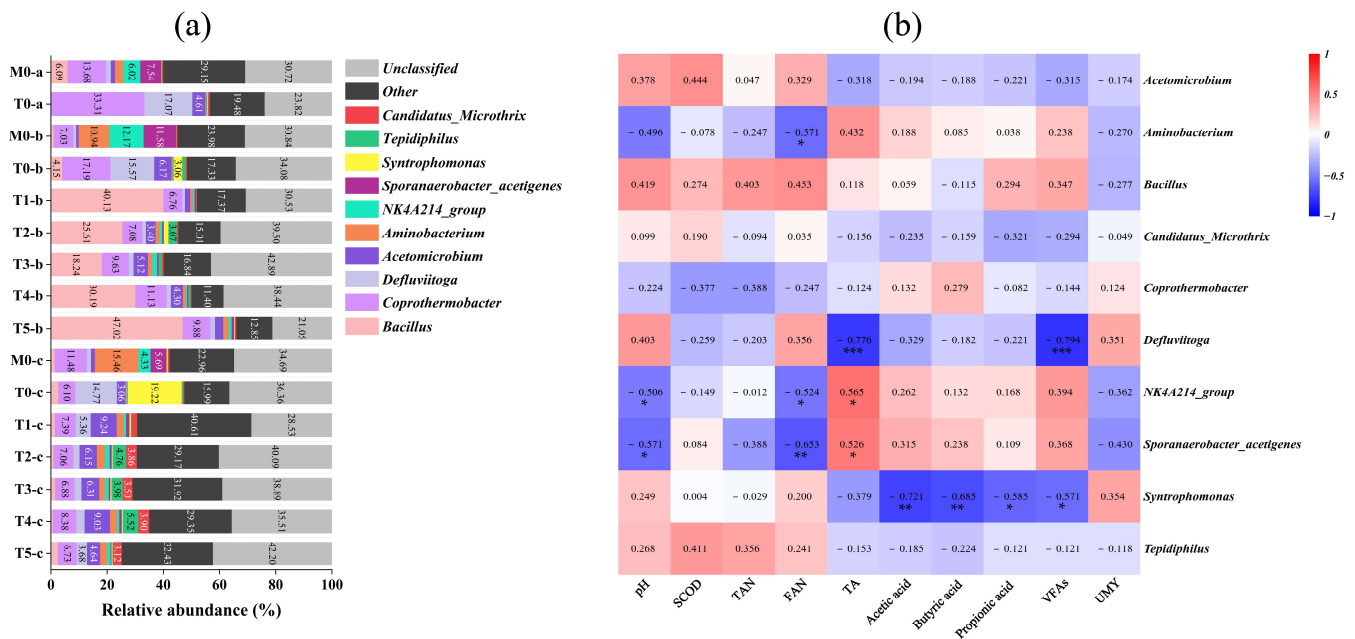 (a)
(b)
M0-a 6.09 13.68 6.02 7.54 29.15 30.72
T0-a 33.31 17.07 4.61 19.48 23.82
M0-b 7.03 10.94 12.17 11.58 23.98 30.84
T0-b 4.15 17.19 15.57 6.17 3.06 17.33 34.08
T1-b 40.13 6.76 17.37 30.53
T2-b 25.51 7.08 3.40 3.07 15.01 39.50
T3-b 18.24 9.63 5.12 16.84 42.89
T4-b 30.19 11.13 4.30 11.40 38.44
T5-b 47.02 9.88 12.85 21.05
M0-c 11.48 15.46 4.33 5.69 22.96 34.69
T0-c 6.10 14.77 3.06 19.22 15.99 36.36
T1-c 7.39 5.36 9.24 40.61 28.53
T2-c 7.06 6.15 4.76 3.86 29.17 40.09
T3-c 6.88 6.31 3.98 3.51 31.92 38.89
T4-c 8.38 9.03 5.52 3.90 29.35 35.51
T5-c 6.73 3.68 4.64 3.12 42.20
0 20 40 60 80 100
Relative abundance (%)
Unclassified
Other
Candidatus_Microthrix
Tepidiphilus
Syntrophomonas
Sporanaerobacter_acetigenes
NK4A214_group
Aminobacterium
Acetomicrobium
Defluviitoga
Coprothermobacter
Bacillus
0.378 0.444 0.047 0.329 − 0.318 − 0.194 − 0.188 − 0.221 − 0.315 − 0.174 Acetomicrobium
− 0.496 − 0.078 − 0.247 − 0.571 0.432 0.188 0.085 0.038 0.238 − 0.270 Aminobacterium
*
0.419 0.274 0.403 0.453 0.118 0.059 − 0.115 0.294 0.347 − 0.277 Bacillus
0.099 0.190 − 0.094 0.035 − 0.156 − 0.235 − 0.159 − 0.321 − 0.294 − 0.049 Candidatus_Microthrix
− 0.224 − 0.377 − 0.388 − 0.247 − 0.124 0.132 0.279 − 0.082 − 0.144 0.124 Coprothermobacter
0.403 − 0.259 − 0.203 0.356 − 0.776 − 0.329 − 0.182 − 0.221 − 0.794 0.351 Defluviitoga
*** ***
− 0.506 − 0.149 − 0.012 − 0.524 0.565 0.262 0.132 0.168 0.394 − 0.362 NK4A214_group
* * *
− 0.571 0.084 − 0.388 − 0.653 0.526 0.315 0.238 0.109 0.368 − 0.430 Sporanaerobacter_acetigenes
* ** *
0.249 0.004 − 0.029 0.200 − 0.379 − 0.721 − 0.685 − 0.585 − 0.571 0.354 Syntrophomonas
** ** * *
0.268 0.411 0.356 0.241 − 0.153 − 0.185 − 0.224 − 0.121 − 0.121 − 0.118 Tepidiphilus
pH SCOD TAN FAN TA Acetic acid Butyric acid Propionic acid VFAs UMY
1
0.5
0
−0.5
−1